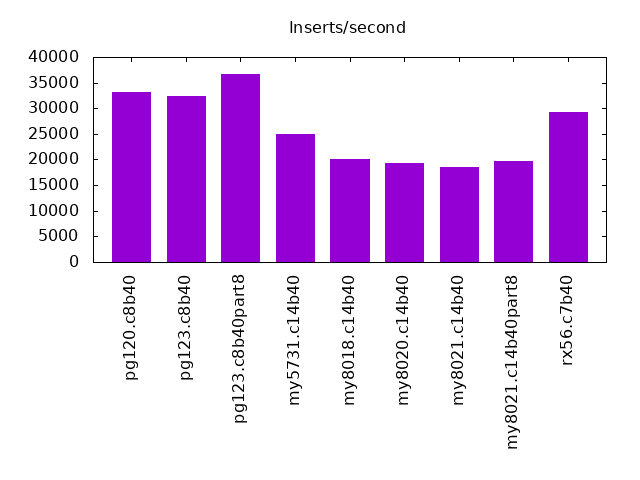 Inserts/second
40000
35000
30000
25000
20000
15000
10000
5000
0
pg120.c8b40
pg123.c8b40
pg123.c8b40part8
my5731.c14b40
my8018.c14b40
my8020.c14b40
my8021.c14b40
my8021.c14b40part8
rx56.c7b40